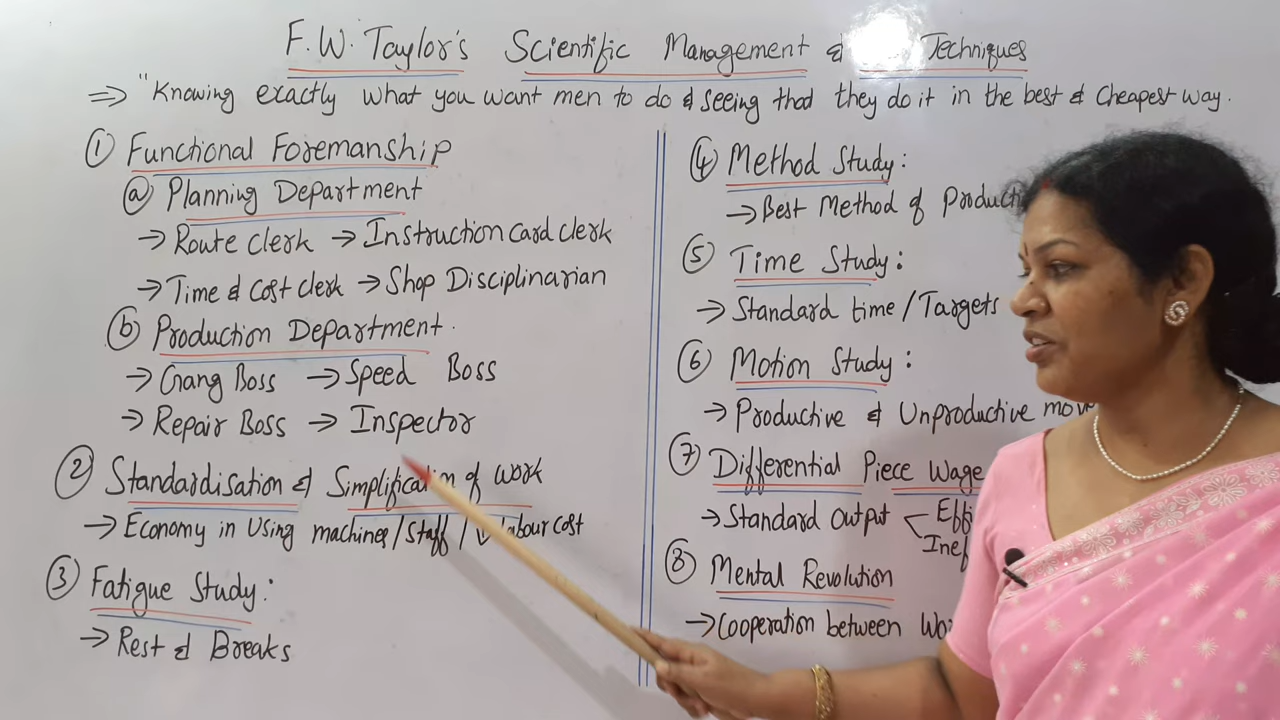 F.W. Taylor's Scientific Management & Techniques
⇒ "Knowing exactly what you want men to do & seeing that they do it in the best & cheapest way.
① Functional Foremanship
ⓐ Planning Department
→ Route clerk → Instruction card clerk
→ Time & cost clerk → Shop Disciplinarian
ⓑ Production Department.
→ Gang Boss → Speed Boss
→ Repair Boss → Inspector
② Standardisation & Simplification of work
→ Economy in Using machines/Staff/↓Labour cost
③ Fatigue Study:
→ Rest & Breaks
④ Method Study:
→ Best Method of
⑤ Time Study:
→ Standard time/Targets
⑥ Motion Study:
→ Productive & Unproductive
⑦ Differential Piece Wage
→ Standard Output
⑧ Mental Revolution
→ Cooperation between